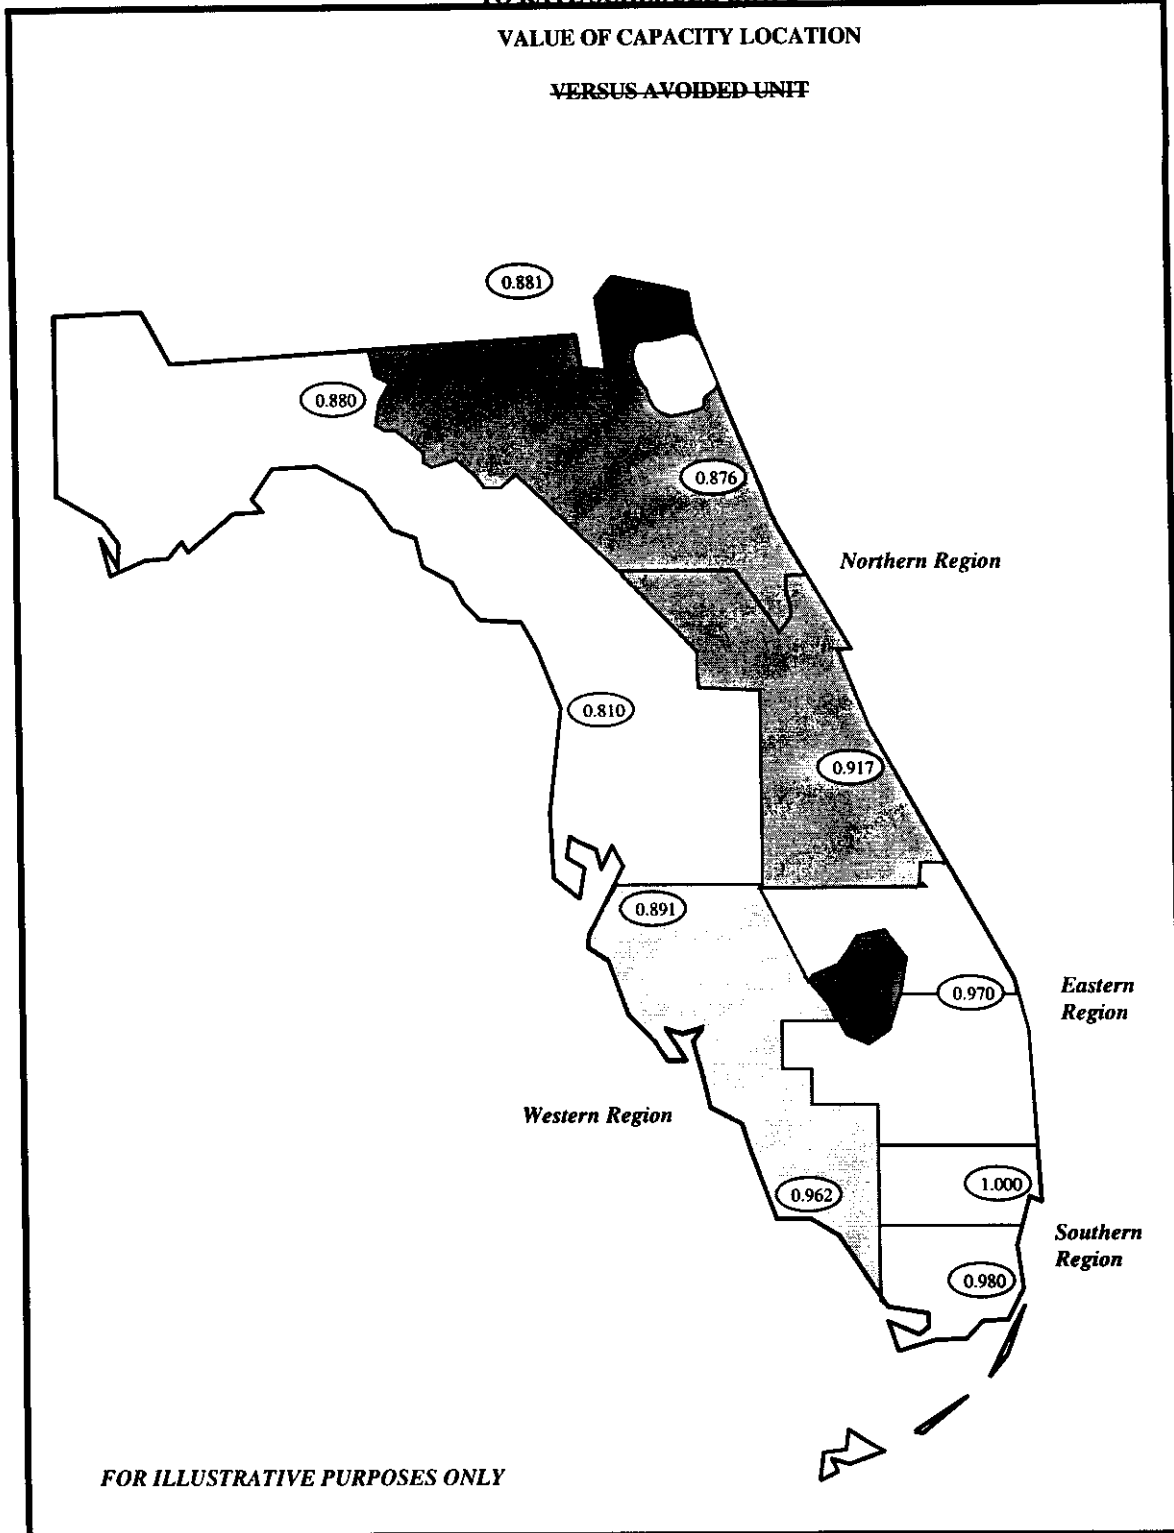 VALUE OF CAPACITY LOCATION
VERSUS AVOIDED UNIT
0.881
0.880
0.876
Northern Region
0.810
0.917
0.891
0.970
Eastern
Region
Western Region
0.962
1.000
Southern
Region
0.980
FOR ILLUSTRATIVE PURPOSES ONLY